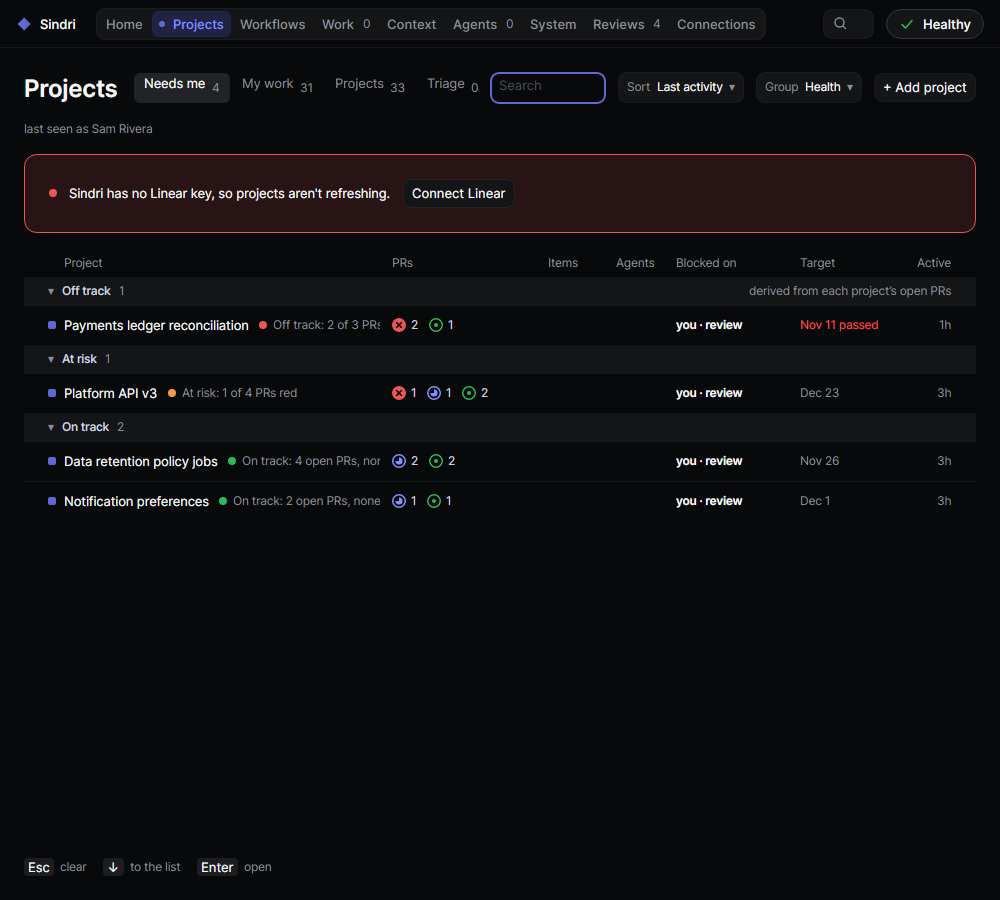 Sindri Home Projects Workflows Work 0 Context Agents 0 System Reviews 4 Connections Healthy
Projects Needs me 4 My work 31 Projects 33 Triage 0 Search Sort Last activity ▾ Group Health ▾ + Add project
last seen as Sam Rivera
Sindri has no Linear key, so projects aren't refreshing. Connect Linear
Project PRs Items Agents Blocked on Target Active
▾ Off track 1 derived from each project's open PRs
Payments ledger reconciliation Off track: 2 of 3 PRs 2 1 you · review Nov 11 passed 1h
▾ At risk 1
Platform API v3 At risk: 1 of 4 PRs red 1 1 2 you · review Dec 23 3h
▾ On track 2
Data retention policy jobs On track: 4 open PRs, nor 2 2 you · review Nov 26 3h
Notification preferences On track: 2 open PRs, none 1 1 you · review Dec 1 3h
Esc clear ↓ to the list Enter open